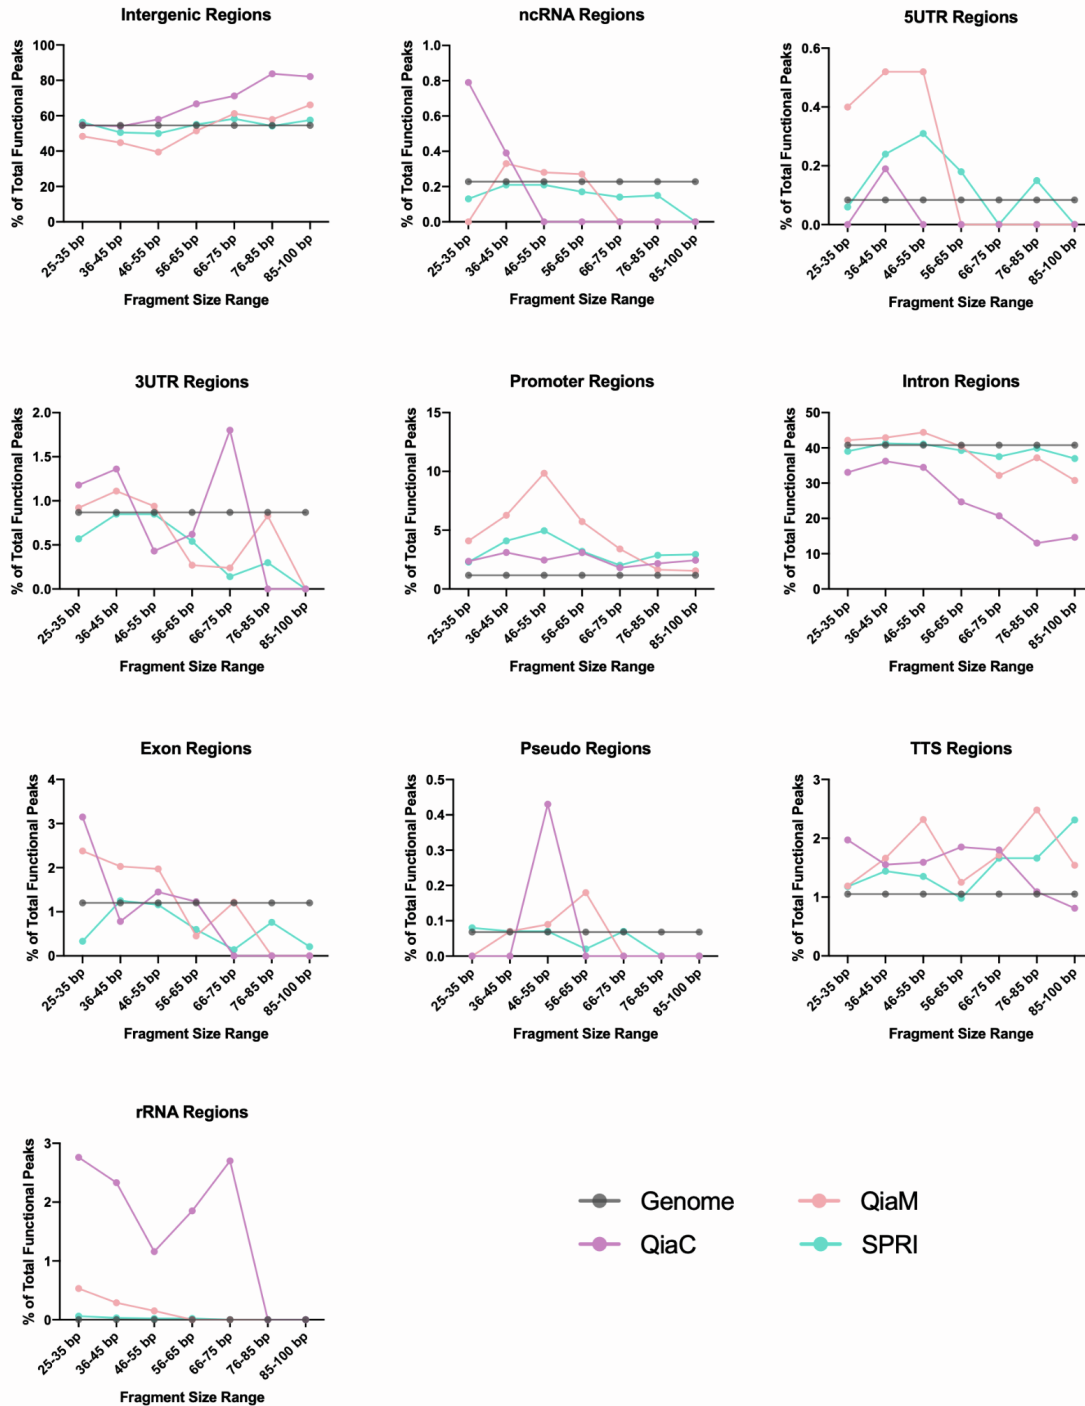 Intergenic Regions
% of Total Functional Peaks
100
80
60
40
20
0
25-35 bp
36-45 bp
46-55 bp
56-65 bp
66-75 bp
76-85 bp
85-100 bp
Fragment Size Range
ncRNA Regions
% of Total Functional Peaks
1.0
0.8
0.6
0.4
0.2
0.0
25-35 bp
36-45 bp
46-55 bp
56-65 bp
66-75 bp
76-85 bp
85-100 bp
Fragment Size Range
5UTR Regions
% of Total Functional Peaks
0.6
0.4
0.2
0.0
25-35 bp
36-45 bp
46-55 bp
56-65 bp
66-75 bp
76-85 bp
85-100 bp
Fragment Size Range
3UTR Regions
% of Total Functional Peaks
2.0
1.5
1.0
0.5
0.0
25-35 bp
36-45 bp
46-55 bp
56-65 bp
66-75 bp
76-85 bp
85-100 bp
Fragment Size Range
Promoter Regions
% of Total Functional Peaks
15
10
5
0
25-35 bp
36-45 bp
46-55 bp
56-65 bp
66-75 bp
76-85 bp
85-100 bp
Fragment Size Range
Intron Regions
% of Total Functional Peaks
50
40
30
20
10
0
25-35 bp
36-45 bp
46-55 bp
56-65 bp
66-75 bp
76-85 bp
85-100 bp
Fragment Size Range
Exon Regions
% of Total Functional Peaks
4
3
2
1
0
25-35 bp
36-45 bp
46-55 bp
56-65 bp
66-75 bp
76-85 bp
85-100 bp
Fragment Size Range
Pseudo Regions
% of Total Functional Peaks
0.5
0.4
0.3
0.2
0.1
0.0
25-35 bp
36-45 bp
46-55 bp
56-65 bp
66-75 bp
76-85 bp
85-100 bp
Fragment Size Range
TTS Regions
% of Total Functional Peaks
3
2
1
0
25-35 bp
36-45 bp
46-55 bp
56-65 bp
66-75 bp
76-85 bp
85-100 bp
Fragment Size Range
rRNA Regions
% of Total Functional Peaks
3
2
1
0
25-35 bp
36-45 bp
46-55 bp
56-65 bp
66-75 bp
76-85 bp
85-100 bp
Fragment Size Range
Genome
QiaM
QiaC
SPRI